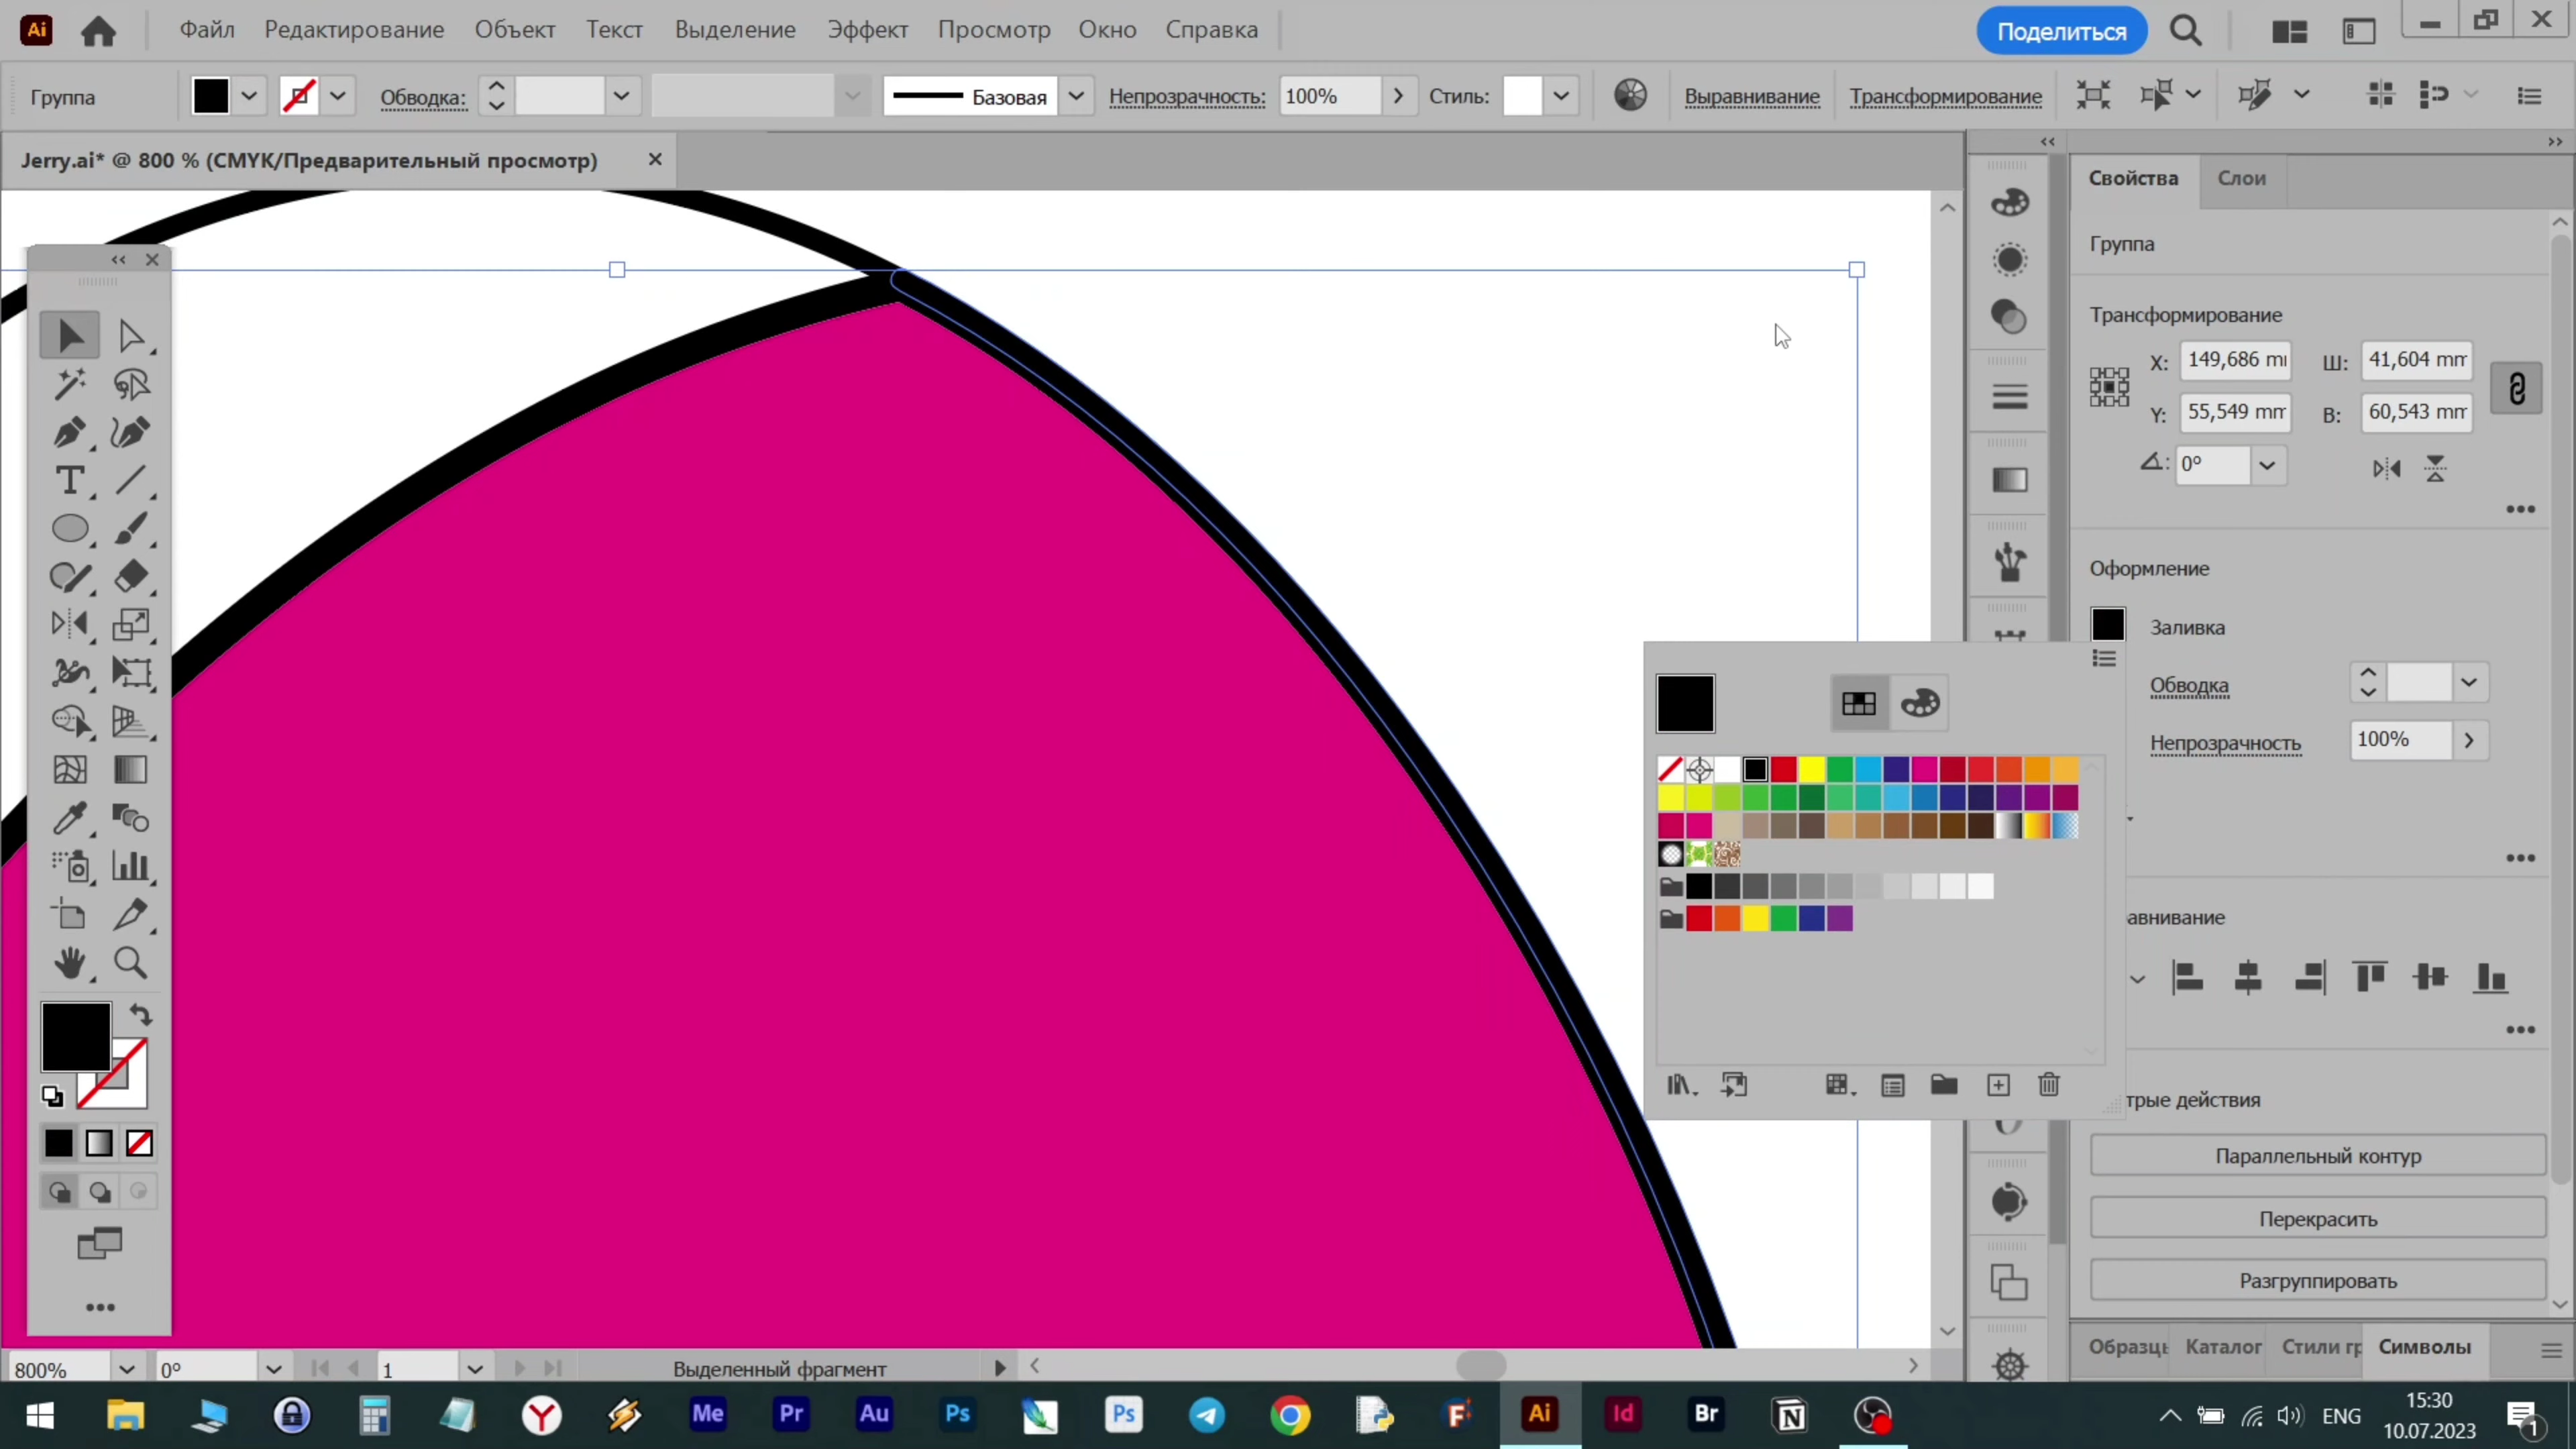 Ai Файл Редактирование Объект Текст Выделение Эффект Просмотр Окно Справка Поделиться
Группа Обводка: Базовая Непрозрачность: 100% Стиль: Выравнивание Трансформирование
Jerry.ai* @ 800 % (CMYK/Предварительный просмотр)
Свойства Слои
Группа
Трансформирование
X: 149,686 Ш: 41,604 mm
Y: 55,549 mm В: 60,543 mm
0°
Оформление
Заливка
Обводка
Непрозрачность 100%
авнивание
трые действия
Параллельный контур
Перекрасить
Разгруппировать
Образц Каталог Стили гр Символы
800% 0° 1 Выделенный фрагмент
Me Pr Au Ps Ps Ai Id Br ENG
15:30
10.07.2023
1